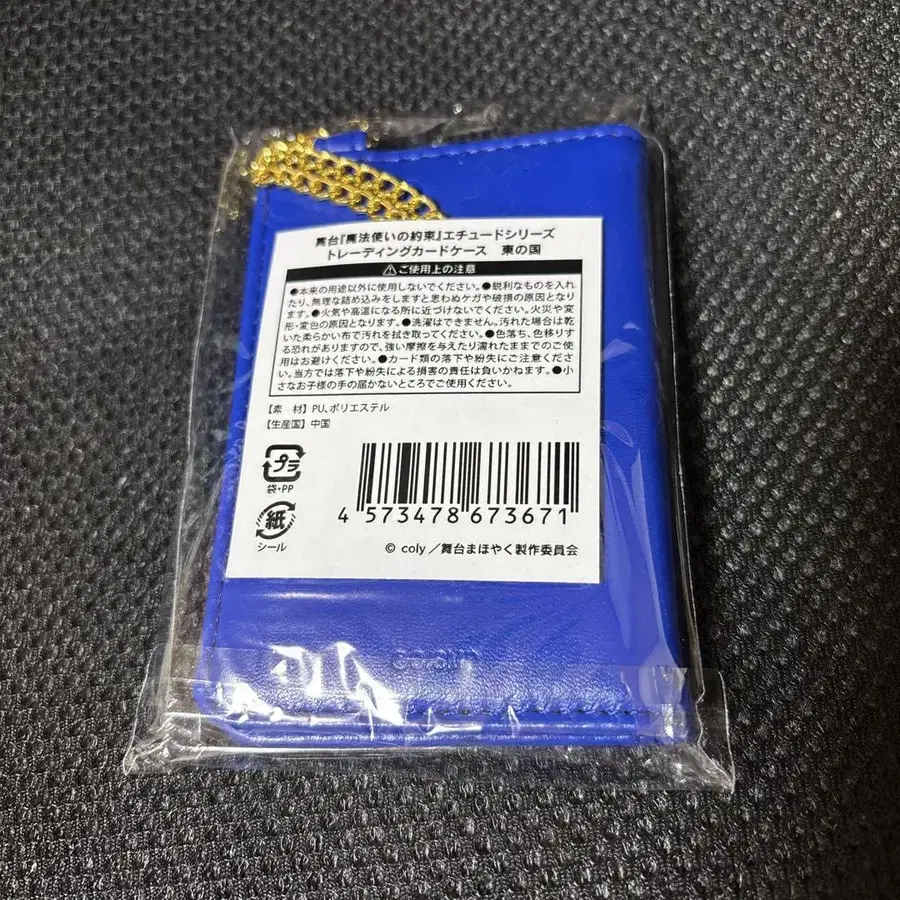 舞台『魔法使いの約束』エチュードシリーズ
トレーディングカードケース 東の国
ご使用上の注意
●本来の用途以外に使用しないでください。●鋭利なものを入れ
たり、無理な詰め込みをしますと思わぬケガや破損の原因となり
ます。●火気や高温になる所に近づけないでください。火災や変
形・変色の原因となります。●洗濯はできません。汚れた場合は乾
いた柔らかい布で汚れを拭き取ってください。●色落ち、色移りす
る恐れがありますので、強い摩擦を与えたり濡れたままでのご使
用はお避けください。●カード類の落下や紛失にご注意くださ
い。当方では落下や紛失による損害の責任は負いかねます。●小
さなお子様の手の届かないところでご使用ください。
【素 材】PU、ポリエステル
【生産国】中国
プラ
袋・PP
紙
シール
4 573478 673671
© coly／舞台まほやく製作委員会